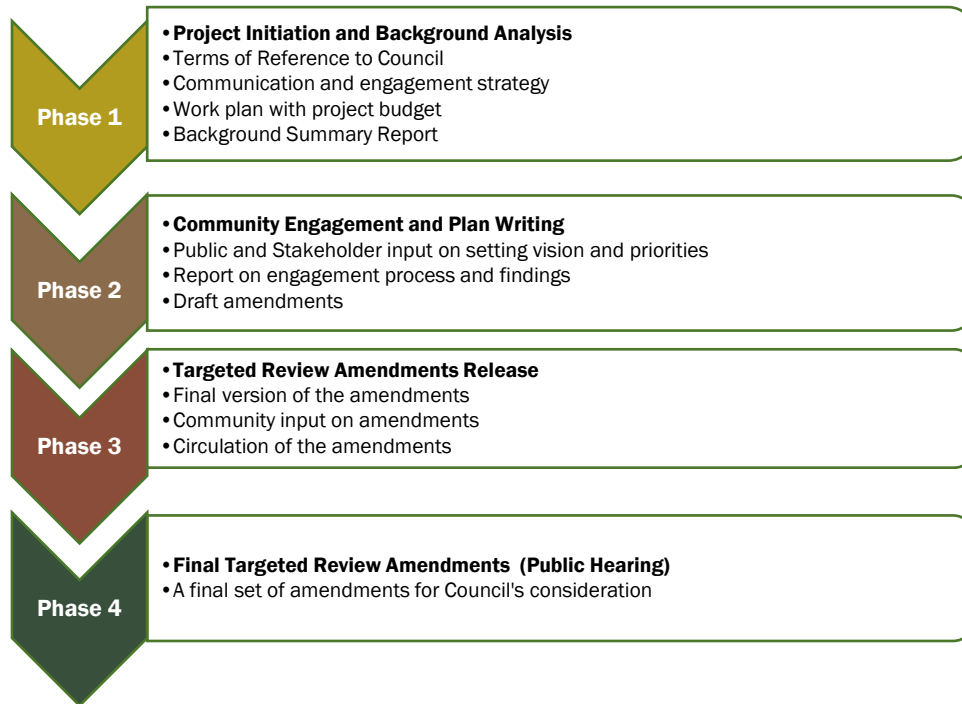 Phase 1
•Project Initiation and Background Analysis
•Terms of Reference to Council
•Communication and engagement strategy
•Work plan with project budget
•Background Summary Report
Phase 2
•Community Engagement and Plan Writing
•Public and Stakeholder input on setting vision and priorities
•Report on engagement process and findings
•Draft amendments
Phase 3
•Targeted Review Amendments Release
•Final version of the amendments
•Community input on amendments
•Circulation of the amendments
Phase 4
•Final Targeted Review Amendments (Public Hearing)
•A final set of amendments for Council's consideration